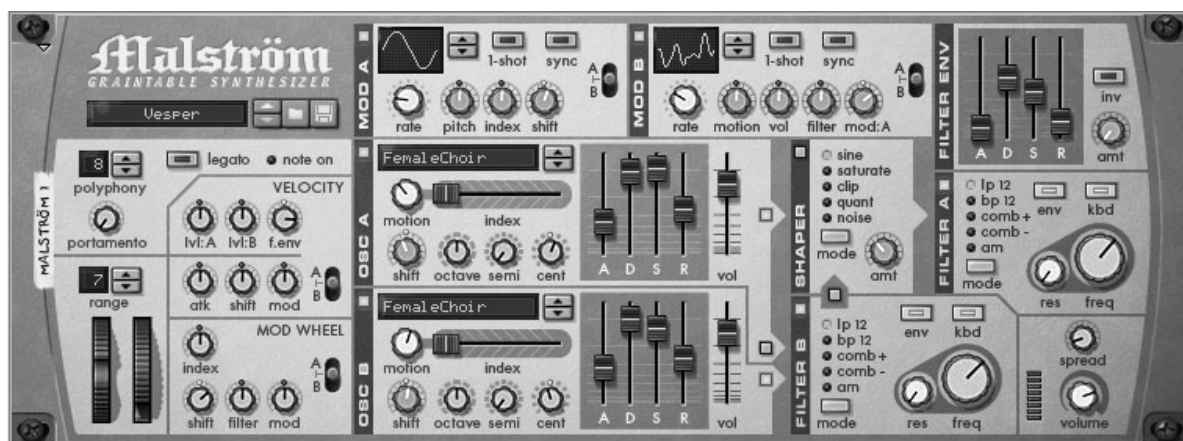 Malström
GRAINTABLE SYNTHESIZER
Vesper
MALSTRÖM 1
8
polyphony
portamento
legato
note on
VELOCITY
lvl:A
lvl:B
f.env
7
range
atk
shift
mod
A
B
MOD WHEEL
index
shift
filter
mod
A
B
MOD A
1-shot
sync
rate
pitch
index
shift
A
B
MOD B
1-shot
sync
rate
motion
vol
filter
mod:A
A
B
FILTER ENV
A
D
S
R
inv
amt
OSC A
FemaleChoir
motion
index
shift
octave
semi
cent
A
D
S
R
vol
OSC B
FemaleChoir
motion
index
shift
octave
semi
cent
A
D
S
R
vol
SHAPER
sine
saturate
clip
quant
noise
mode
amt
FILTER A
lp 12
bp 12
comb +
comb -
am
mode
env
kbd
res
freq
FILTER B
lp 12
bp 12
comb +
comb -
am
mode
env
kbd
res
freq
spread
volume